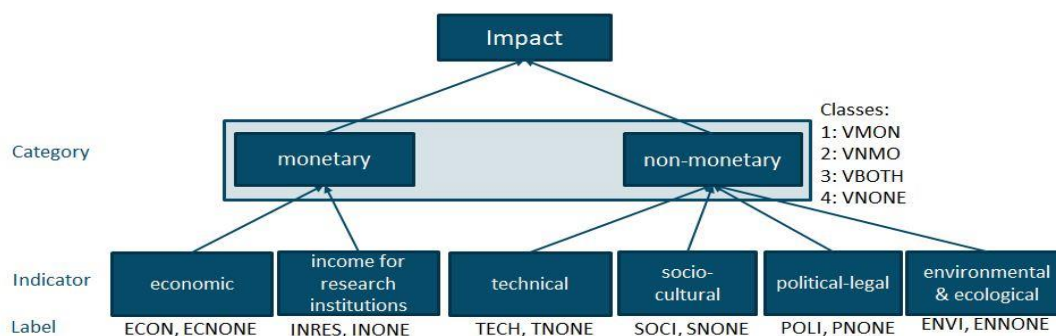 Impact
Classes:
1: VMON
2: VNMO
3: VBOTH
4: VNONE
Category
monetary
non-monetary
Indicator
economic
income for
research
institutions
technical
socio-
cultural
political-legal
environmental
& ecological
Label
ECON, ECNONE
INRES, INONE
TECH, TNONE
SOCI, SNONE
POLI, PNONE
ENVI, ENNONE